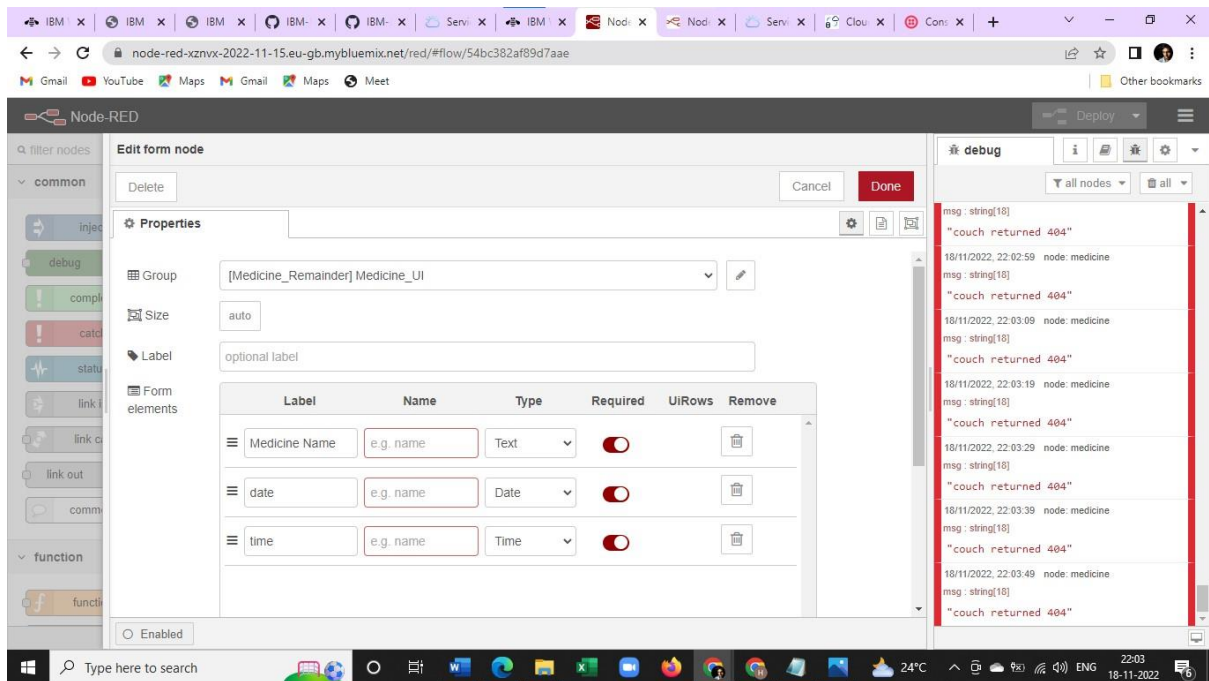 IBM IBM IBM IBM- IBM- Servi IBM Node Node Servi Clou Cons
node-red-xznvx-2022-11-15.eu-gb.mybluemix.net/red/#flow/54bc382af89d7aae
Gmail YouTube Maps Gmail Maps Meet Other bookmarks
Node-RED Deploy
filter nodes Edit form node debug i
common Delete Cancel Done all nodes all
Properties
injec
debug
compl
catcl
statu
link i
link ca
link out
comm
function
functi
Group [Medicine_Remainder] Medicine_UI
Size auto
Label optional label
Form elements
Label Name Type Required UiRows Remove
Medicine Name e.g. name Text
date e.g. name Date
time e.g. name Time
Enabled
msg : string[18]
"couch returned 404"
18/11/2022, 22:02:59 node: medicine
msg : string[18]
"couch returned 404"
18/11/2022, 22:03:09 node: medicine
msg : string[18]
"couch returned 404"
18/11/2022, 22:03:19 node: medicine
msg : string[18]
"couch returned 404"
18/11/2022, 22:03:29 node: medicine
msg : string[18]
"couch returned 404"
18/11/2022, 22:03:39 node: medicine
msg : string[18]
"couch returned 404"
18/11/2022, 22:03:49 node: medicine
msg : string[18]
"couch returned 404"
Type here to search 24°C ENG 22:03
18-11-2022